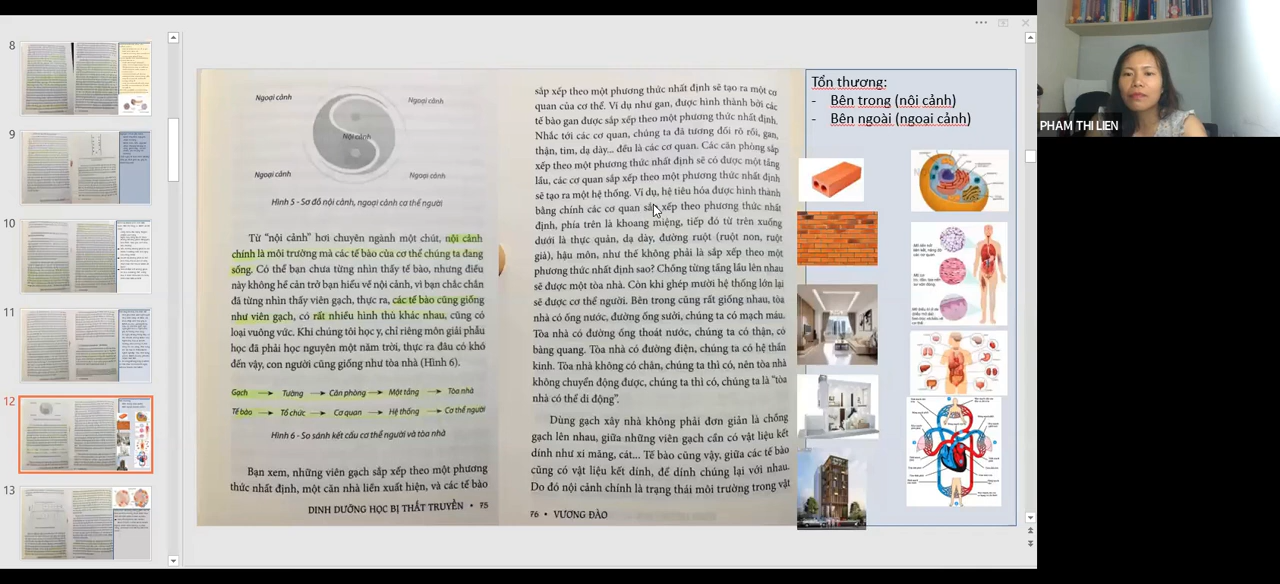 8
9
10
11
12
13
Ngoại cảnh
Ngoại cảnh
Nội cảnh
Ngoại cảnh
Ngoại cảnh
Hình 5 - Sơ đồ nội cảnh, ngoại cảnh cơ thể người
Từ “nội cảnh” hơi chuyên ngành một chút, nội cảnh
chính là môi trường mà các tế bào của cơ thể chúng ta đang
sống. Có thể bạn chưa từng nhìn thấy tế bào, nhưng điều
này không hề cản trở bạn hiểu về nội cảnh, vì bạn chắc chắn
đã từng nhìn thấy viên gạch, thực ra, các tế bào cũng giống
như viên gạch, có rất nhiều hình thù khác nhau, cũng có
loại vuông vức. Khi chúng tôi học y, chỉ riêng môn giải phẫu
học đã phải học nguyên một năm trời, thực ra đâu có khó
đến vậy, con người cũng giống như tòa nhà (Hình 6).
Gạch → Tường → Căn phòng → Một tầng → Tòa nhà
Tế bào → Tổ chức → Cơ quan → Hệ thống → Cơ thể người
Hình 6 - So sánh kết cấu cơ thể người và tòa nhà
Bạn xem, những viên gạch sắp xếp theo một phương
thức nhất định, một căn nhà liền xuất hiện, và các tế bào
DINH DƯỠNG HỌC BỊ THẤT TRUYỀN • 75
sắp xếp theo một phương thức nhất định sẽ tạo ra một cơ
quan của cơ thể. Ví dụ như gan, được hình thành bởi các
tế bào gan được sắp xếp theo một phương thức nhất định.
Nhắc tới các cơ quan, chúng ta đã tương đối rõ rồi, gan,
thận, tim, dạ dày... đều là các cơ quan. Các căn phòng sắp
xếp theo một phương thức nhất định sẽ có được một tầng
lầu, các cơ quan sắp xếp theo một phương thức nhất định
sẽ tạo ra một hệ thống. Ví dụ, hệ tiêu hóa được hình thành
bằng chính các cơ quan sắp xếp theo phương thức nhất
định, phía trên là khoang miệng, tiếp đó từ trên xuống
dưới là thực quản, dạ dày, đường ruột (ruột non, ruột
già), hậu môn, như thế không phải là sắp xếp theo một
phương thức nhất định sao? Chồng từng tầng lầu lên nhau
sẽ được một tòa nhà. Còn khi ghép mười hệ thống lớn lại
sẽ được cơ thể người. Bên trong cũng rất giống nhau, tòa
nhà có ống nước, đường ống sưởi, chúng ta có mạch máu.
Tòa nhà có đường ống thoát nước, chúng ta có thận, có
bàng quang. Tòa nhà có đường điện, chúng ta có hệ thần
kinh. Tòa nhà không có chân, chúng ta thì có, nên tòa nhà
không chuyển động được, chúng ta thì có, chúng ta là “tòa
nhà có thể di động”.
Dùng gạch xây nhà không phải đơn giản là chồng
gạch lên nhau, giữa những viên gạch cần có vật liệu kết
dính như xi măng, cát... Tế bào cũng vậy, giữa các tế bào
cũng có vật liệu kết dính, để dính chúng lại với nhau.
Do đó nội cảnh chính là trạng thái môi trường trong vật
76 • VƯƠNG ĐÀO
Tổn thương:
- Bên trong (nội cảnh)
- Bên ngoài (ngoại cảnh)
PHAM THI LIEN